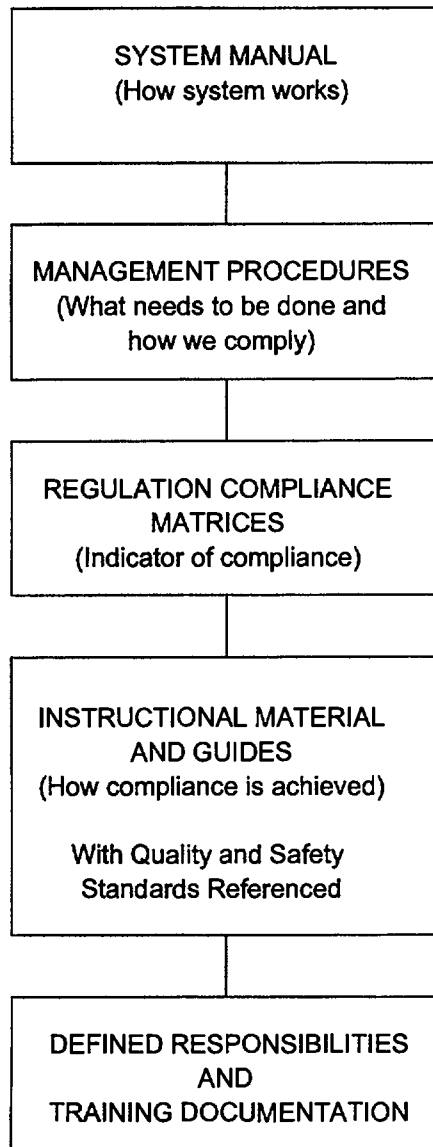 SYSTEM MANUAL
(How system works)
MANAGEMENT PROCEDURES
(What needs to be done and
how we comply)
REGULATION COMPLIANCE
MATRICES
(Indicator of compliance)
INSTRUCTIONAL MATERIAL
AND GUIDES
(How compliance is achieved)
With Quality and Safety
Standards Referenced
DEFINED RESPONSIBILITIES
AND
TRAINING DOCUMENTATION